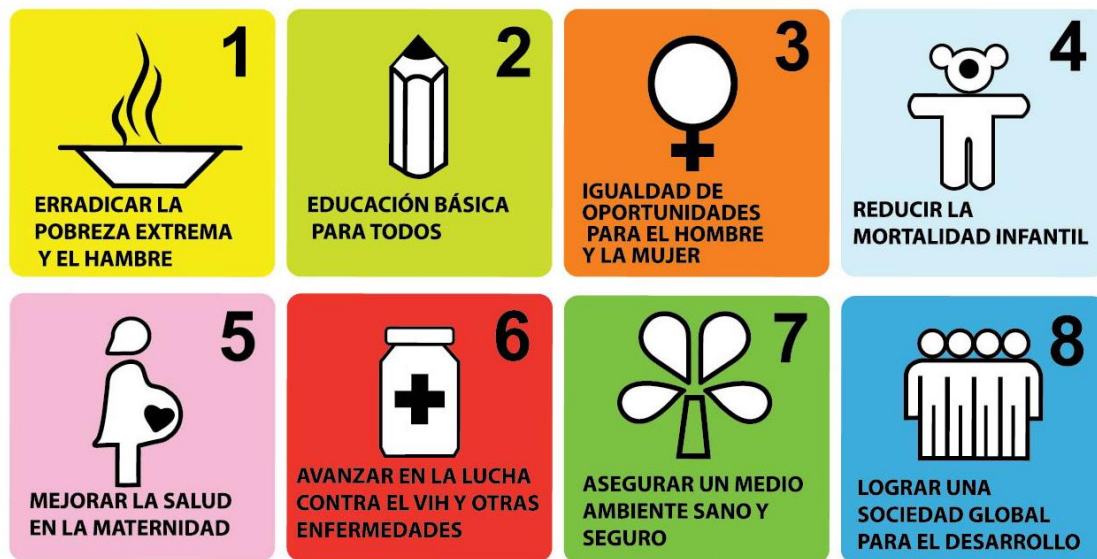 1
ERRADICAR LA
POBREZA EXTREMA
Y EL HAMBRE
2
EDUCACIÓN BÁSICA
PARA TODOS
3
IGUALDAD DE
OPORTUNIDADES
PARA EL HOMBRE
Y LA MUJER
4
REDUCIR LA
MORTALIDAD INFANTIL
5
MEJORAR LA SALUD
EN LA MATERNIDAD
6
AVANZAR EN LA LUCHA
CONTRA EL VIH Y OTRAS
ENFERMEDADES
7
ASEGURAR UN MEDIO
AMBIENTE SANO Y
SEGURO
8
LOGRAR UNA
SOCIEDAD GLOBAL
PARA EL DESARROLLO